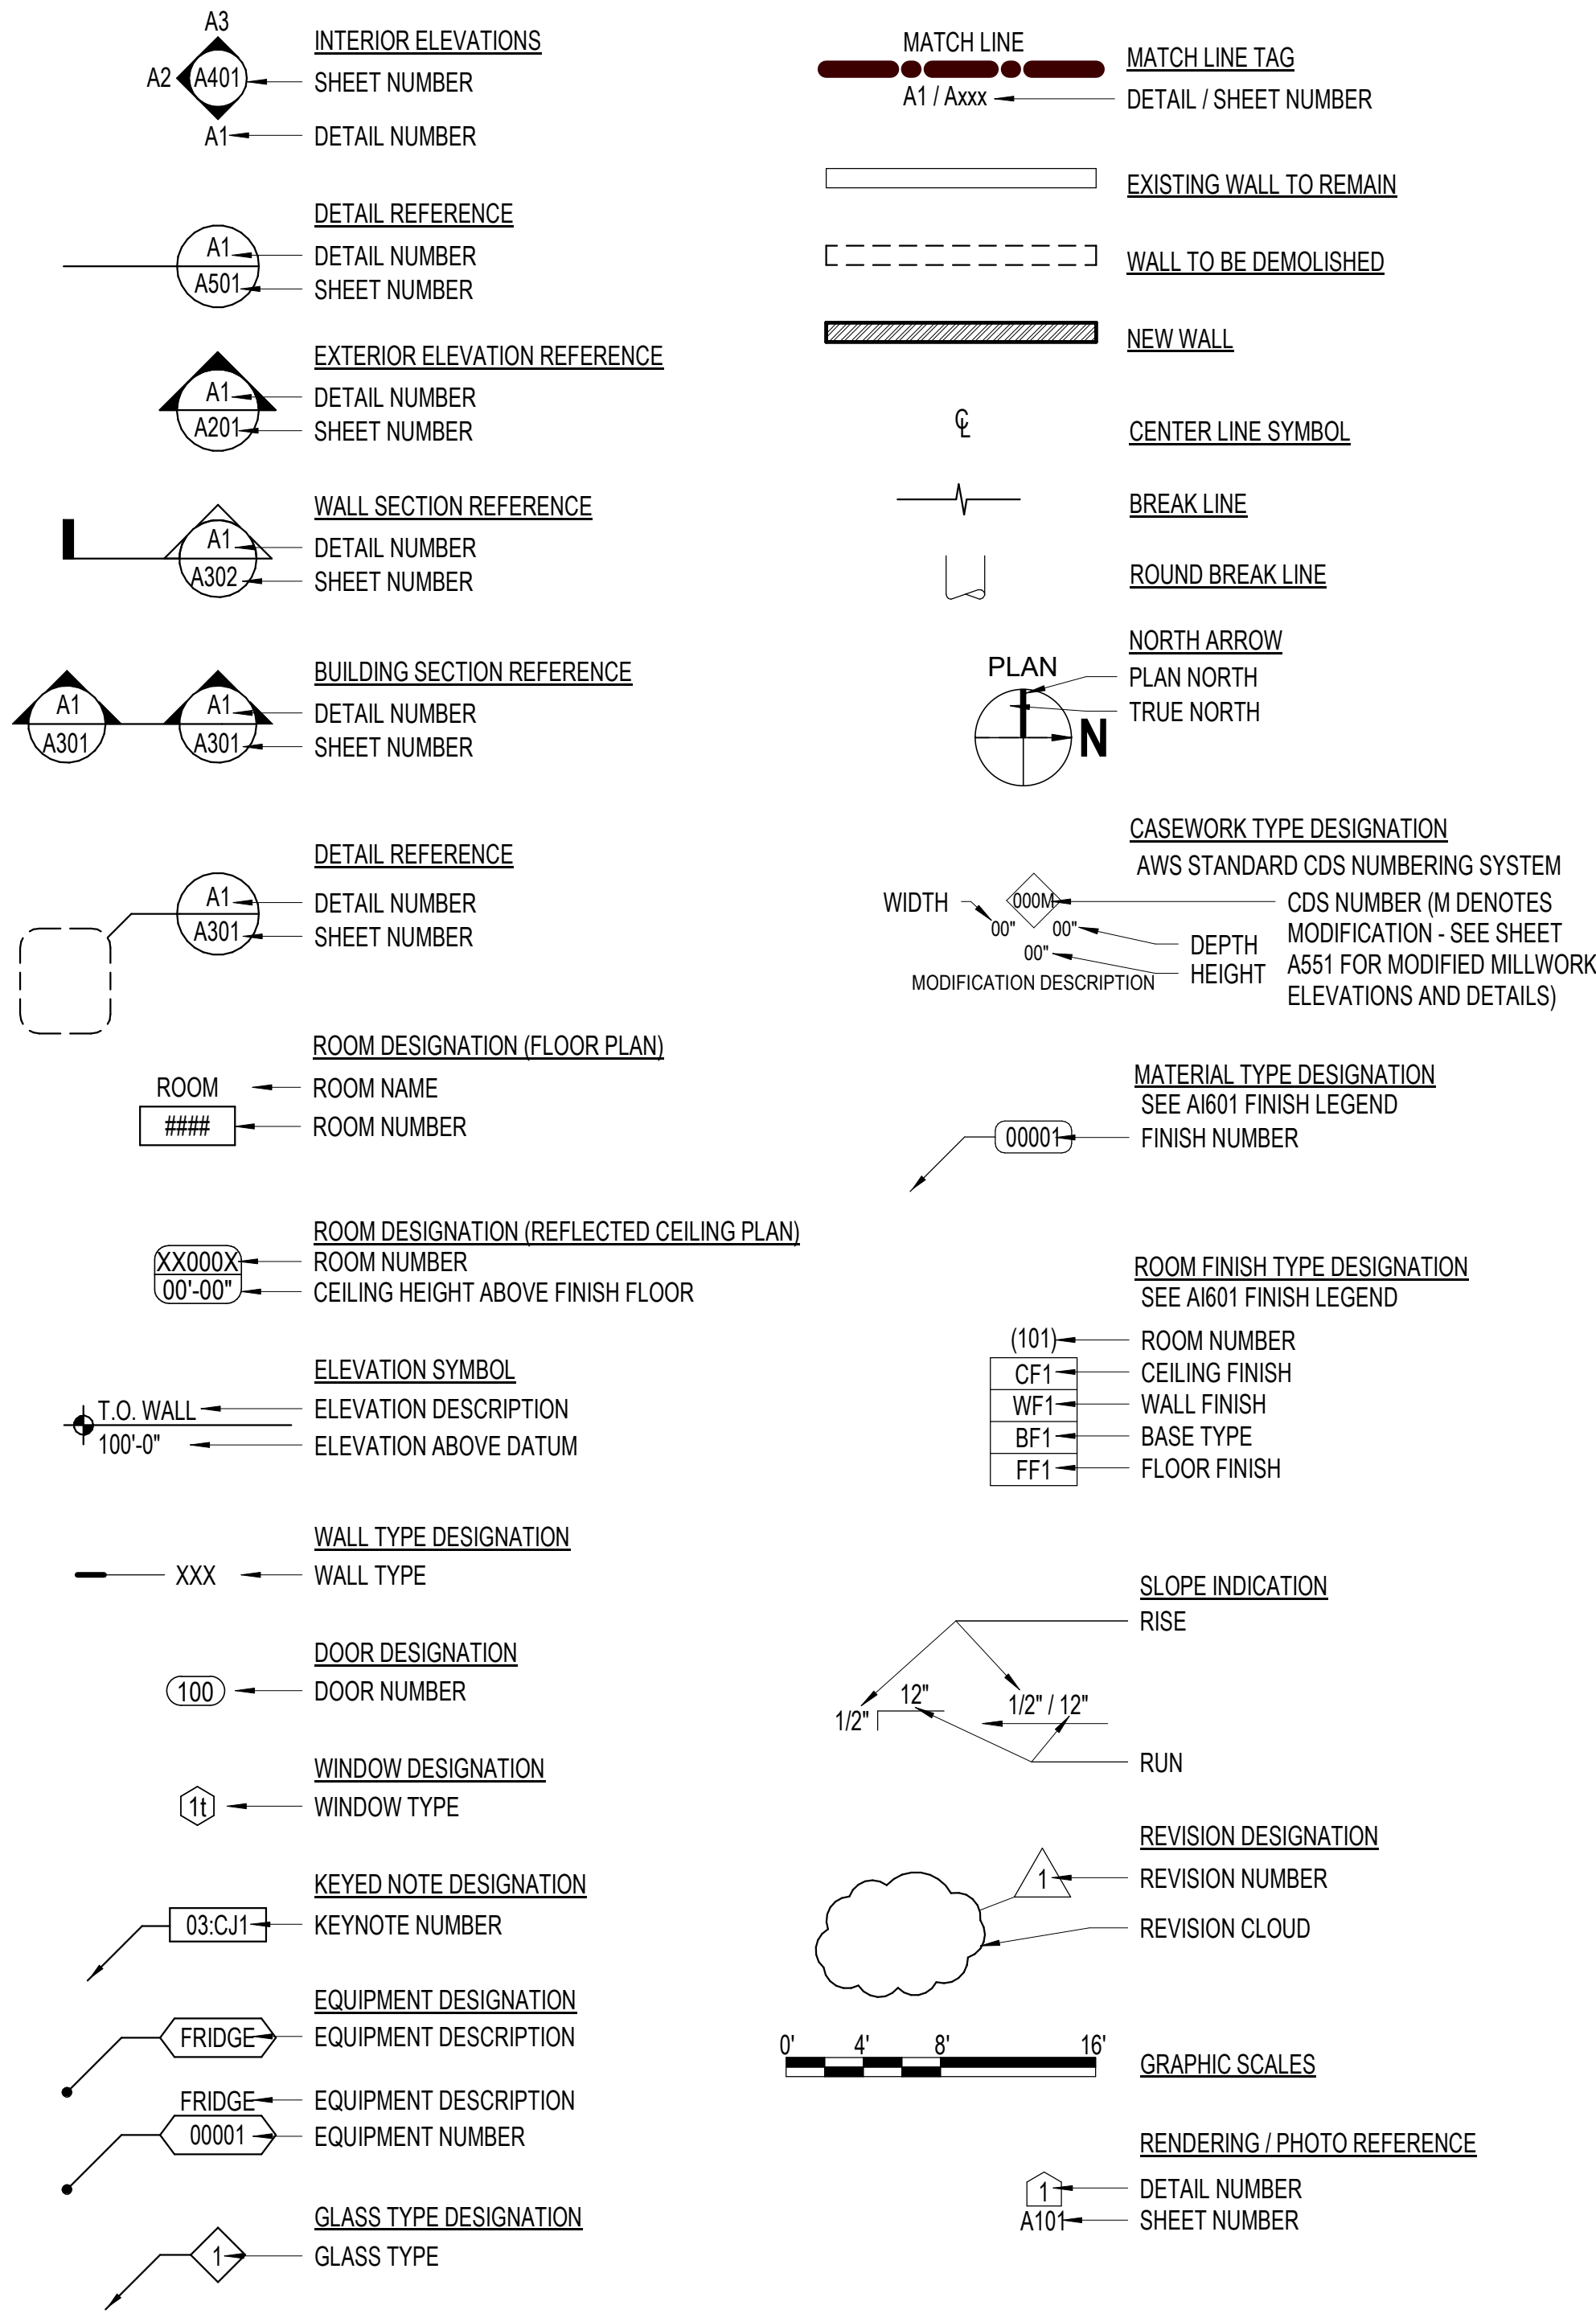 A3
INTERIOR ELEVATIONS
A2 A401 SHEET NUMBER
A1 DETAIL NUMBER
DETAIL REFERENCE
A1 DETAIL NUMBER
A501 SHEET NUMBER
EXTERIOR ELEVATION REFERENCE
A1 DETAIL NUMBER
A201 SHEET NUMBER
WALL SECTION REFERENCE
A1 DETAIL NUMBER
A302 SHEET NUMBER
BUILDING SECTION REFERENCE
A1 A1 DETAIL NUMBER
A301 A301 SHEET NUMBER
DETAIL REFERENCE
A1 DETAIL NUMBER
A301 SHEET NUMBER
ROOM DESIGNATION (FLOOR PLAN)
ROOM ROOM NAME
#### ROOM NUMBER
ROOM DESIGNATION (REFLECTED CEILING PLAN)
XX000X ROOM NUMBER
00'-00" CEILING HEIGHT ABOVE FINISH FLOOR
ELEVATION SYMBOL
T.O. WALL ELEVATION DESCRIPTION
100'-0" ELEVATION ABOVE DATUM
WALL TYPE DESIGNATION
XXX WALL TYPE
DOOR DESIGNATION
100 DOOR NUMBER
WINDOW DESIGNATION
1t WINDOW TYPE
KEYED NOTE DESIGNATION
03:CJ1 KEYNOTE NUMBER
EQUIPMENT DESIGNATION
FRIDGE EQUIPMENT DESCRIPTION
FRIDGE EQUIPMENT DESCRIPTION
00001 EQUIPMENT NUMBER
GLASS TYPE DESIGNATION
1 GLASS TYPE
MATCH LINE
MATCH LINE TAG
A1 / Axxx DETAIL / SHEET NUMBER
EXISTING WALL TO REMAIN
WALL TO BE DEMOLISHED
NEW WALL
℄ CENTER LINE SYMBOL
BREAK LINE
ROUND BREAK LINE
NORTH ARROW
PLAN PLAN NORTH
TRUE NORTH
N
CASEWORK TYPE DESIGNATION
AWS STANDARD CDS NUMBERING SYSTEM
WIDTH 000M CDS NUMBER (M DENOTES
00" 00" MODIFICATION - SEE SHEET
DEPTH
00" HEIGHT A551 FOR MODIFIED MILLWORK
MODIFICATION DESCRIPTION ELEVATIONS AND DETAILS)
MATERIAL TYPE DESIGNATION
SEE AI601 FINISH LEGEND
00001 FINISH NUMBER
ROOM FINISH TYPE DESIGNATION
SEE AI601 FINISH LEGEND
(101) ROOM NUMBER
CF1 CEILING FINISH
WF1 WALL FINISH
BF1 BASE TYPE
FF1 FLOOR FINISH
SLOPE INDICATION
RISE
12" 1/2" / 12"
1/2"
RUN
REVISION DESIGNATION
1 REVISION NUMBER
REVISION CLOUD
0' 4' 8' 16'
GRAPHIC SCALES
RENDERING / PHOTO REFERENCE
1 DETAIL NUMBER
A101 SHEET NUMBER